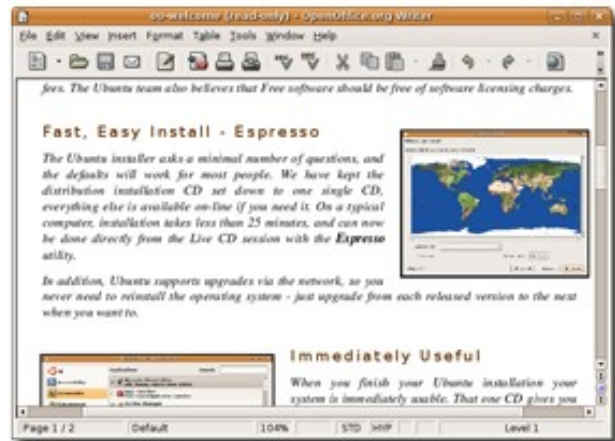 oo-welcome (read-only) - OpenOffice.org Writer
File Edit View Insert Format Table Tools Window Help
fees. The Ubuntu team also believes that Free software should be free of software licensing charges.
Fast, Easy Install - Espresso
The Ubuntu installer asks a minimal number of questions, and
the defaults will work for most people. We have kept the
distribution installation CD set down to one single CD,
everything else is available on-line if you need it. On a typical
computer, installation takes less than 25 minutes, and can now
be done directly from the Live CD session with the Espresso
utility.
In addition, Ubuntu supports upgrades via the network, so you
never need to reinstall the operating system - just upgrade from each released version to the next
when you want to.
Immediately Useful
When you finish your Ubuntu installation your
system is immediately usable. That one CD gives you
Page 1 / 2 Default 104% STD HYP Level 1